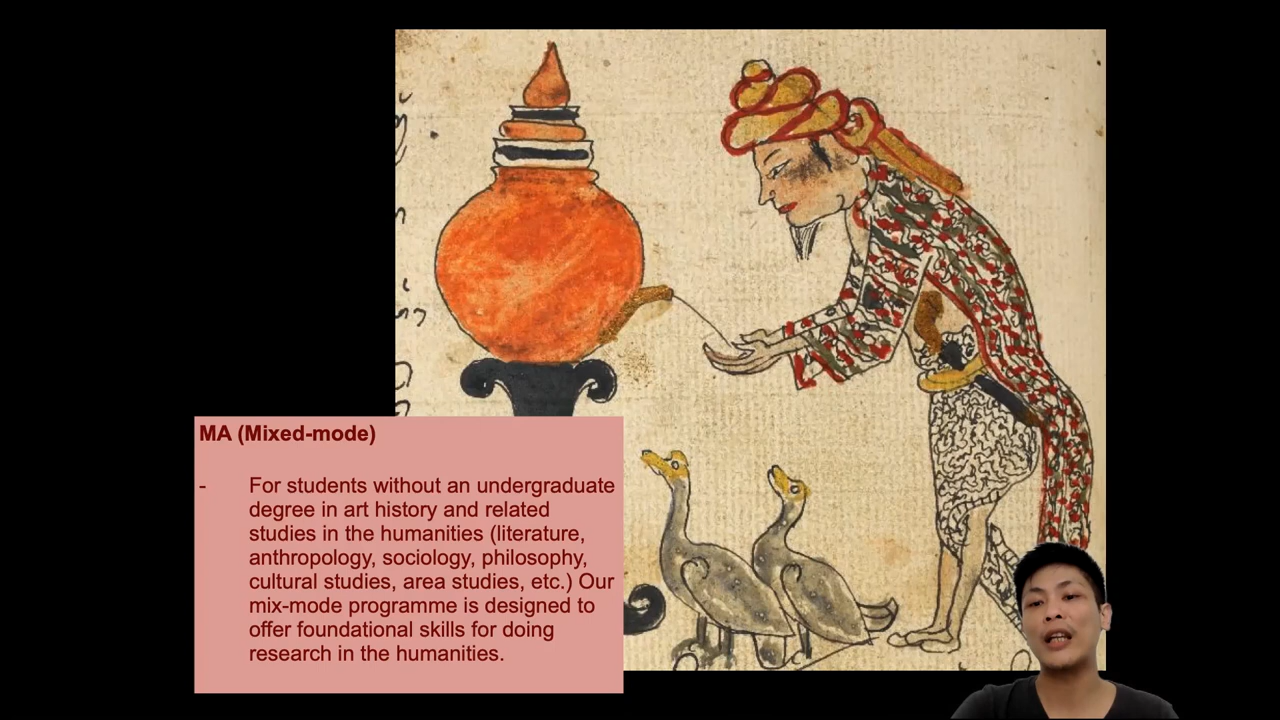 MA (Mixed-mode)
- For students without an undergraduate
degree in art history and related
studies in the humanities (literature,
anthropology, sociology, philosophy,
cultural studies, area studies, etc.) Our
mix-mode programme is designed to
offer foundational skills for doing
research in the humanities.